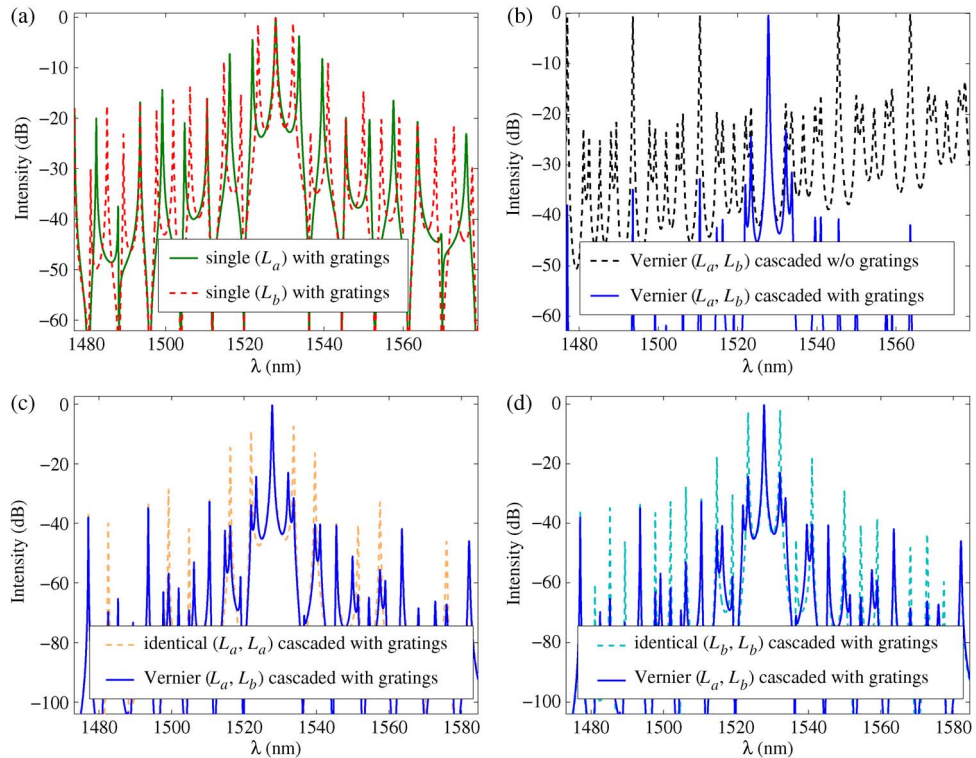 (a)
0
−10
−20
−30
−40
−50
−60
Intensity (dB)
single (La) with gratings
single (Lb) with gratings
1480 1500 1520 1540 1560
λ (nm)
(b)
0
−10
−20
−30
−40
−50
−60
Intensity (dB)
Vernier (La, Lb) cascaded w/o gratings
Vernier (La, Lb) cascaded with gratings
1480 1500 1520 1540 1560
λ (nm)
(c)
0
−20
−40
−60
−80
−100
Intensity (dB)
identical (La, La) cascaded with gratings
Vernier (La, Lb) cascaded with gratings
1480 1500 1520 1540 1560 1580
λ (nm)
(d)
0
−20
−40
−60
−80
−100
Intensity (dB)
identical (Lb, Lb) cascaded with gratings
Vernier (La, Lb) cascaded with gratings
1480 1500 1520 1540 1560 1580
λ (nm)